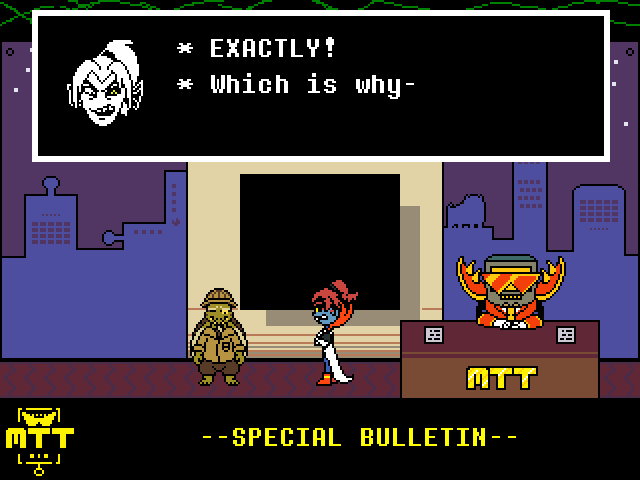 * EXACTLY!
* Which is why-
MTT
MTT
--SPECIAL BULLETIN--